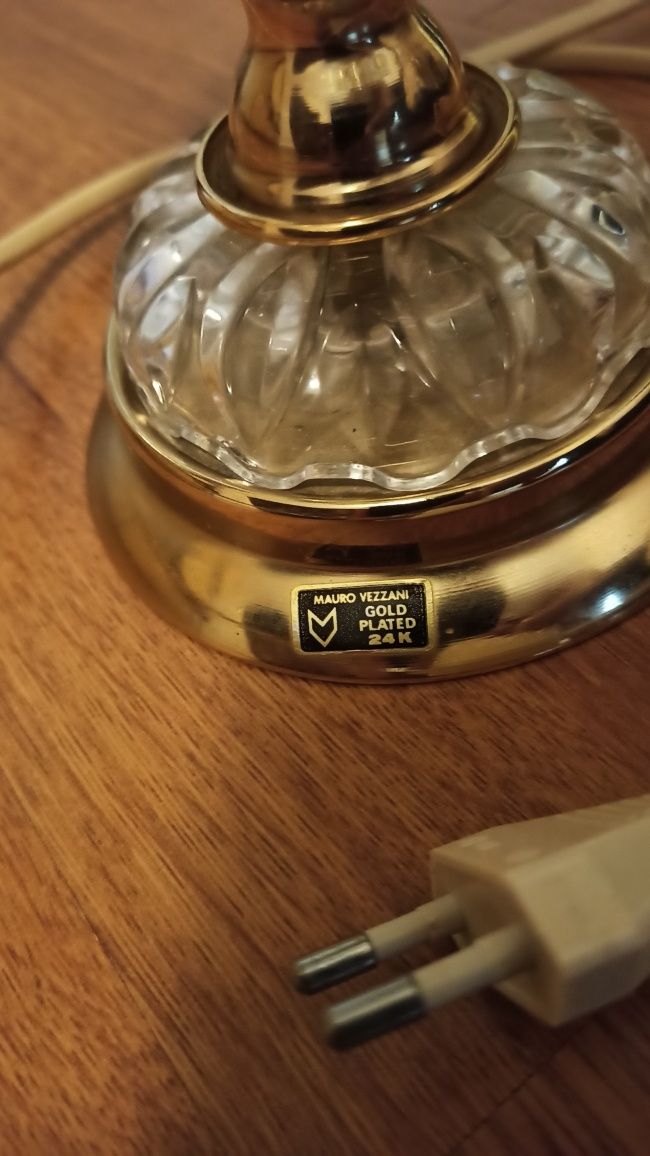 MAURO VEZZANI
GOLD
PLATED
24K